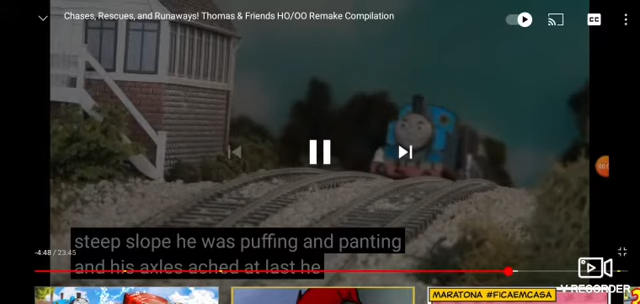 Chases, Rescues, and Runaways! Thomas & Friends HO/OO Remake Compilation
CC
steep slope he was puffing and panting
and his axles ached at last he
-4:48 / 23:45
V RECORDER
MARATONA #FICAEMCASA